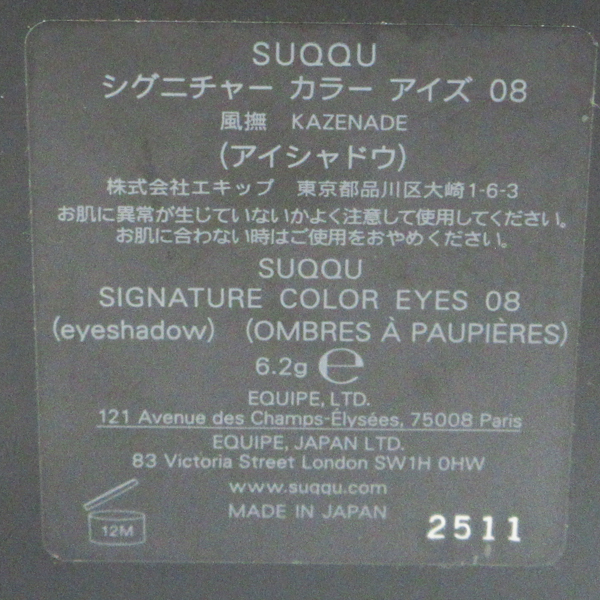 SUQQU
シグニチャー カラー アイズ 08
風撫 KAZENADE
(アイシャドウ)
株式会社エキップ 東京都品川区大崎1-6-3
お肌に異常が生じていないかよく注意して使用してください。
お肌に合わない時はご使用をおやめください。
SUQQU
SIGNATURE COLOR EYES 08
(eyeshadow) (OMBRES À PAUPIÈRES)
6.2g ℮
EQUIPE, LTD.
121 Avenue des Champs-Élysées, 75008 Paris
EQUIPE, JAPAN LTD.
83 Victoria Street London SW1H 0HW
www.suqqu.com
MADE IN JAPAN
12M
2511